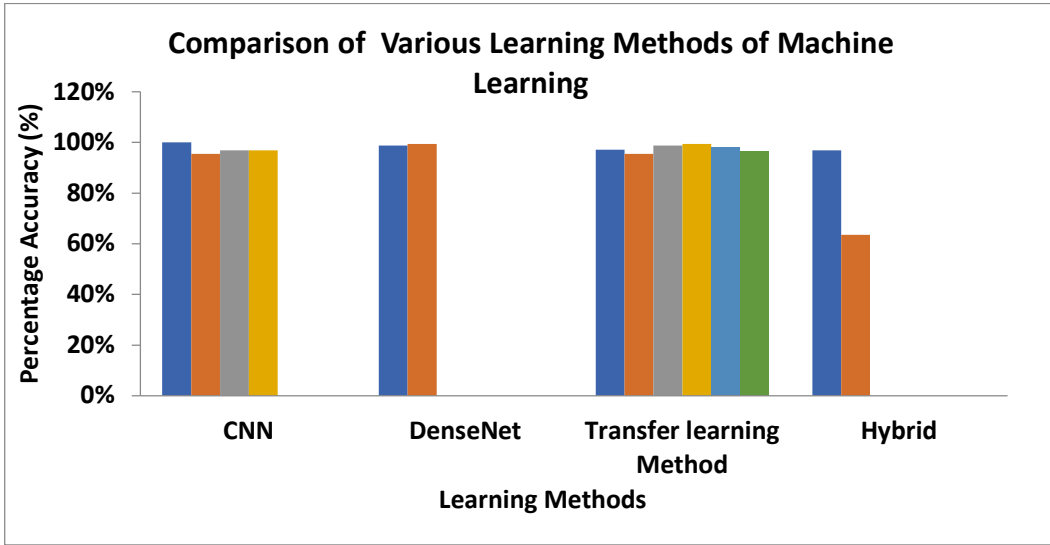 Comparison of Various Learning Methods of Machine
Learning
Percentage Accuracy (%)
120%
100%
80%
60%
40%
20%
0%
CNN
DenseNet
Transfer learning
Method
Hybrid
Learning Methods